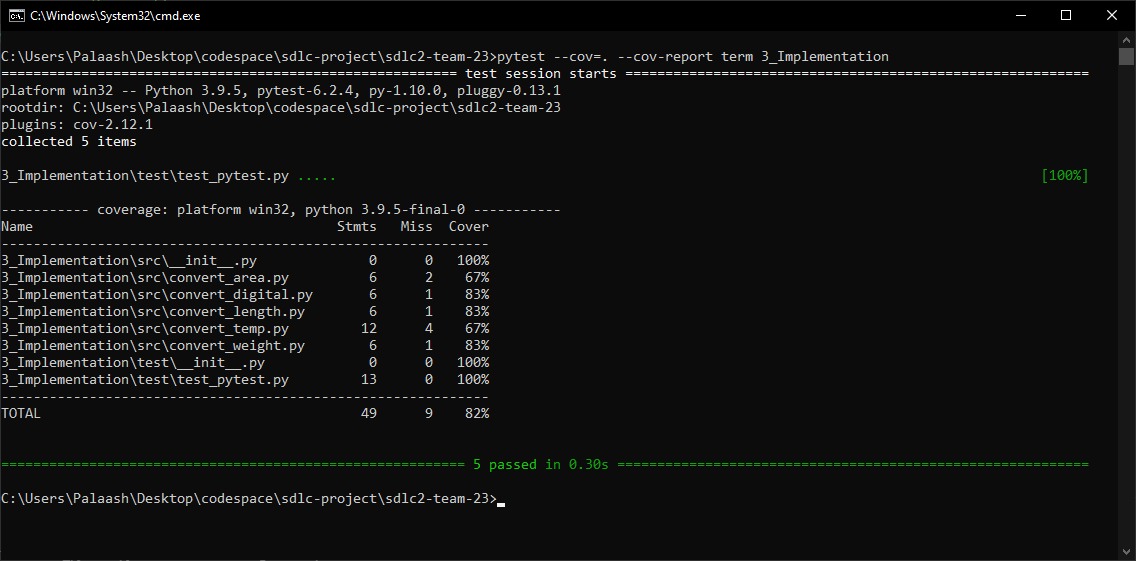 C:\Windows\System32\cmd.exe
C:\Users\Palaash\Desktop\codespace\sdlc-project\sdlc2-team-23>pytest --cov=. --cov-report term 3_Implementation
========================================================= test session starts ==========================================================
platform win32 -- Python 3.9.5, pytest-6.2.4, py-1.10.0, pluggy-0.13.1
rootdir: C:\Users\Palaash\Desktop\codespace\sdlc-project\sdlc2-team-23
plugins: cov-2.12.1
collected 5 items
3_Implementation\test\test_pytest.py ..... [100%]
----------- coverage: platform win32, python 3.9.5-final-0 -----------
Name                                      Stmts   Miss  Cover
-------------------------------------------------------------
3_Implementation\src\__init__.py              0      0   100%
3_Implementation\src\convert_area.py          6      2    67%
3_Implementation\src\convert_digital.py       6      1    83%
3_Implementation\src\convert_length.py        6      1    83%
3_Implementation\src\convert_temp.py         12      4    67%
3_Implementation\src\convert_weight.py        6      1    83%
3_Implementation\test\__init__.py             0      0   100%
3_Implementation\test\test_pytest.py         13      0   100%
-------------------------------------------------------------
TOTAL                                        49      9    82%
========================================================== 5 passed in 0.30s ===========================================================
C:\Users\Palaash\Desktop\codespace\sdlc-project\sdlc2-team-23>